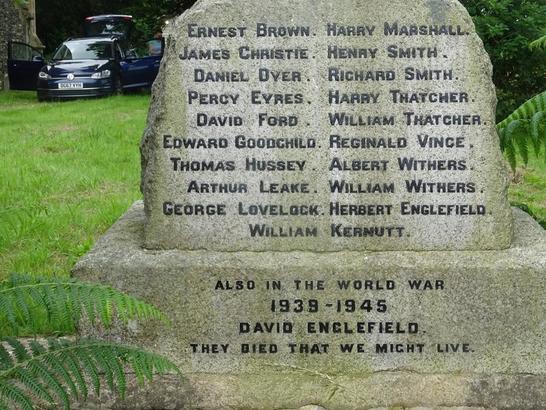 Ernest Brown. Harry Marshall.
James Christie. Henry Smith.
Daniel Dyer. Richard Smith.
Percy Eyres. Harry Thatcher.
David Ford. William Thatcher.
Edward Goodchild. Reginald Vince.
Thomas Hussey. Albert Withers.
Arthur Leake. William Withers.
George Lovelock. Herbert Englefield.
William Kernutt.
ALSO IN THE WORLD WAR
1939-1945
DAVID ENGLEFIELD.
THEY DIED THAT WE MIGHT LIVE.